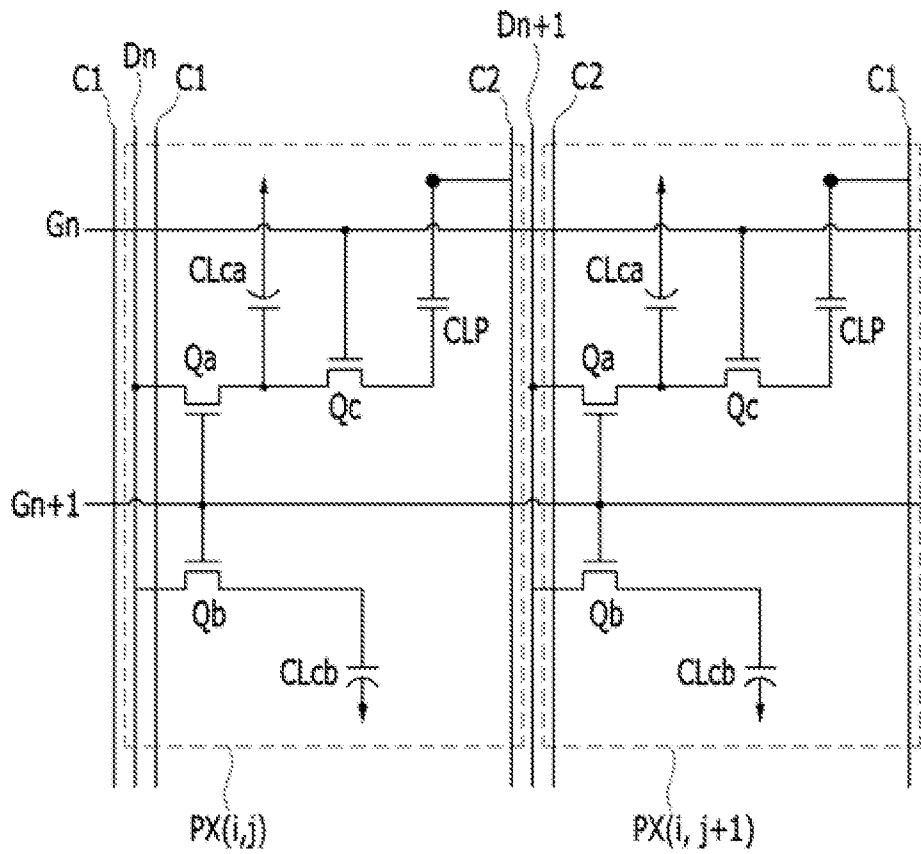 Dn+1
Dn
C1 C1 C2 C2 C1
Gn
CLca CLca
CLP CLP
Qa Qa
Qc Qc
Gn+1
Qb Qb
CLcb CLcb
PX(i,j) PX(i, j+1)